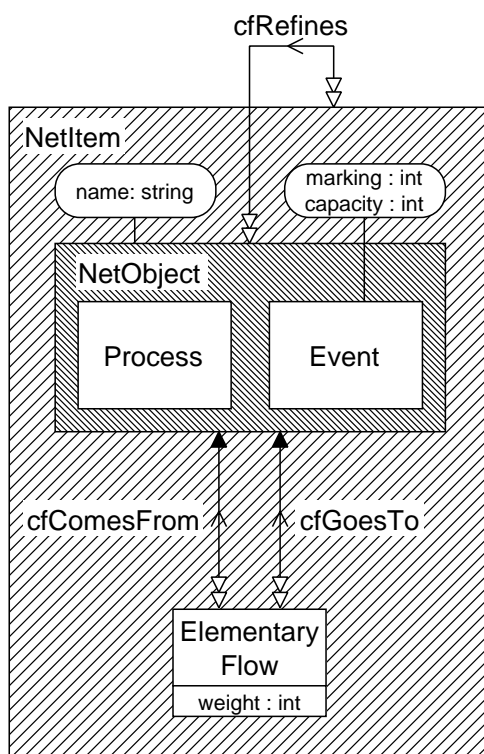 cfRefines
NetItem
name: string
marking : int
capacity : int
NetObject
Process
Event
cfComesFrom
cfGoesTo
Elementary
Flow
weight : int